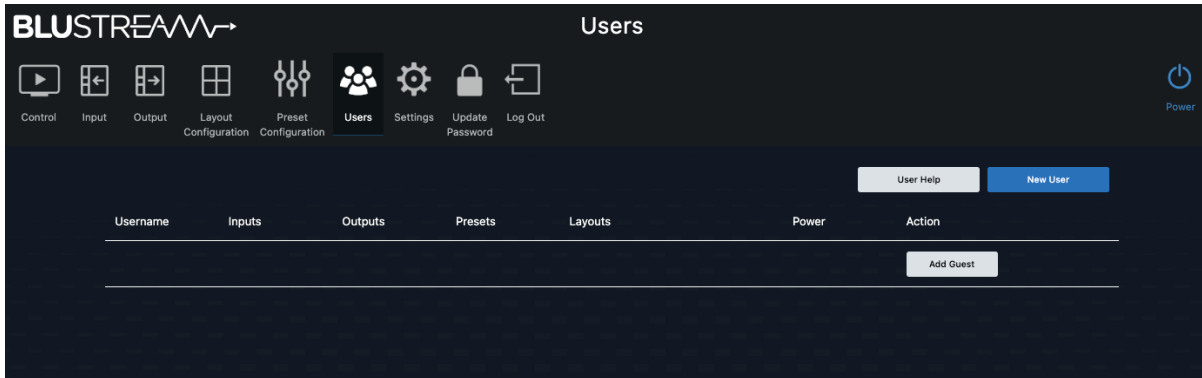 BLUSTREAM
Users
Control
Input
Output
Layout
Configuration
Preset
Configuration
Users
Settings
Update
Password
Log Out
Power
User Help
New User
Username Inputs Outputs Presets Layouts Power Action
Add Guest